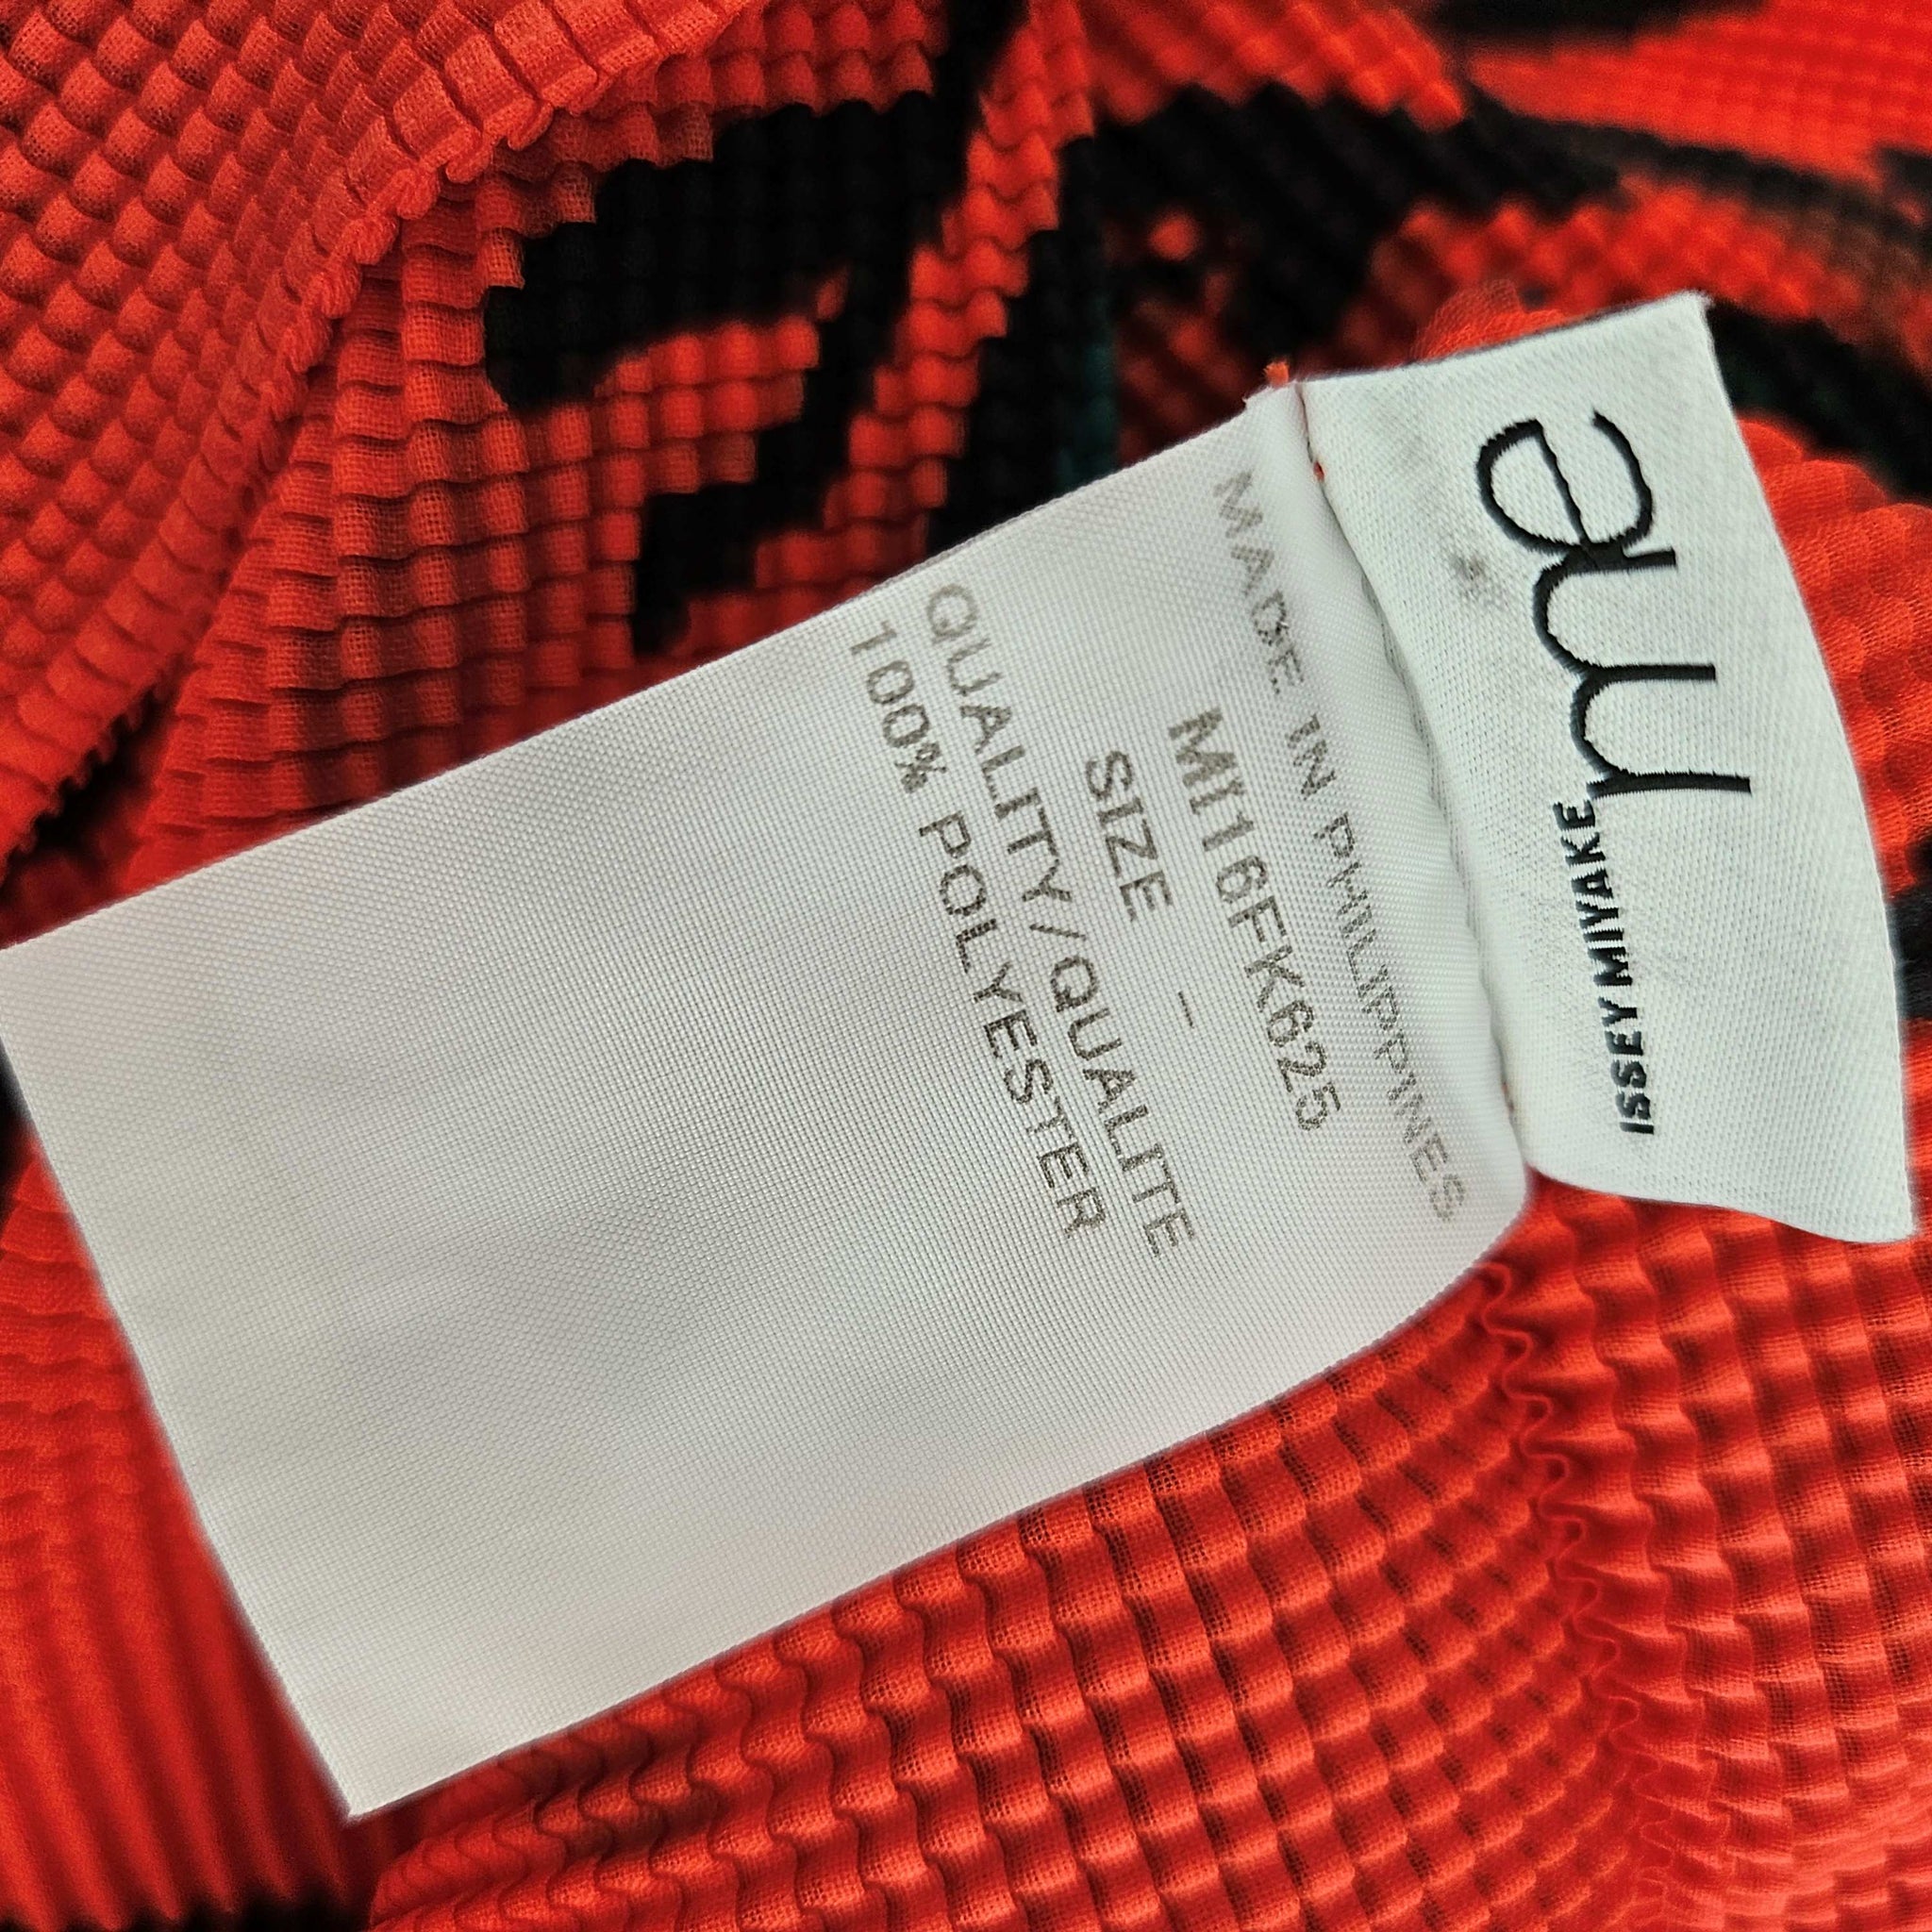 me
ISSEY MIYAKE
MADE IN PHILIPPINES
MI16FK625
SIZE –
QUALITY/QUALITE
100% POLYESTER